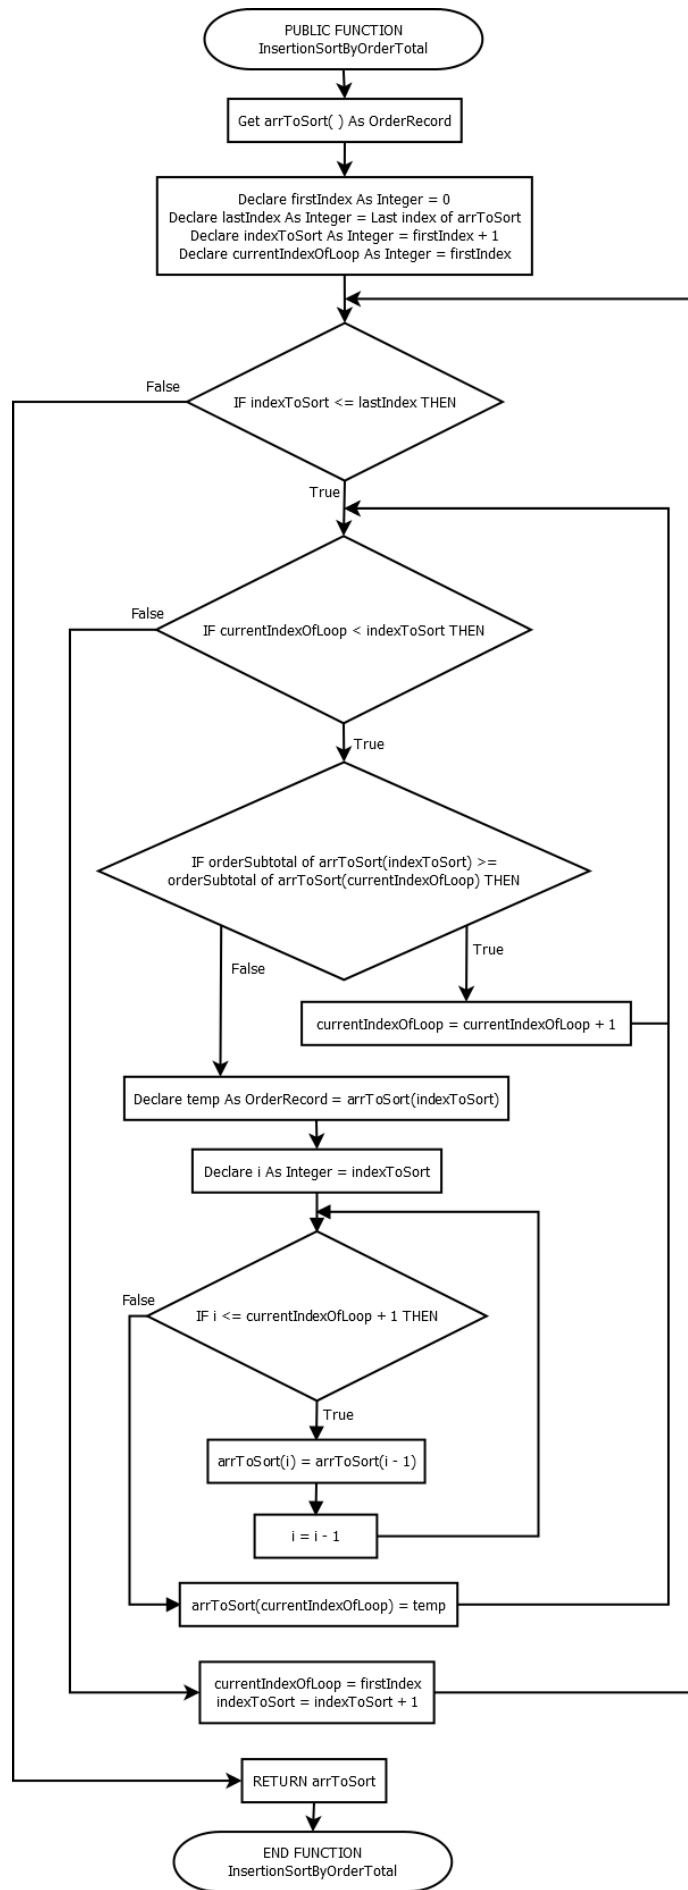 PUBLIC FUNCTION
InsertionSortByOrderTotal
Get arrToSort( ) As OrderRecord
Declare firstIndex As Integer = 0
Declare lastIndex As Integer = Last index of arrToSort
Declare indexToSort As Integer = firstIndex + 1
Declare currentIndexOfLoop As Integer = firstIndex
False
IF indexToSort <= lastIndex THEN
True
False
IF currentIndexOfLoop < indexToSort THEN
True
IF orderSubtotal of arrToSort(indexToSort) >=
orderSubtotal of arrToSort(currentIndexOfLoop) THEN
True
False
currentIndexOfLoop = currentIndexOfLoop + 1
Declare temp As OrderRecord = arrToSort(indexToSort)
Declare i As Integer = indexToSort
False
IF i <= currentIndexOfLoop + 1 THEN
True
arrToSort(i) = arrToSort(i - 1)
i = i - 1
arrToSort(currentIndexOfLoop) = temp
currentIndexOfLoop = firstIndex
indexToSort = indexToSort + 1
RETURN arrToSort
END FUNCTION
InsertionSortByOrderTotal